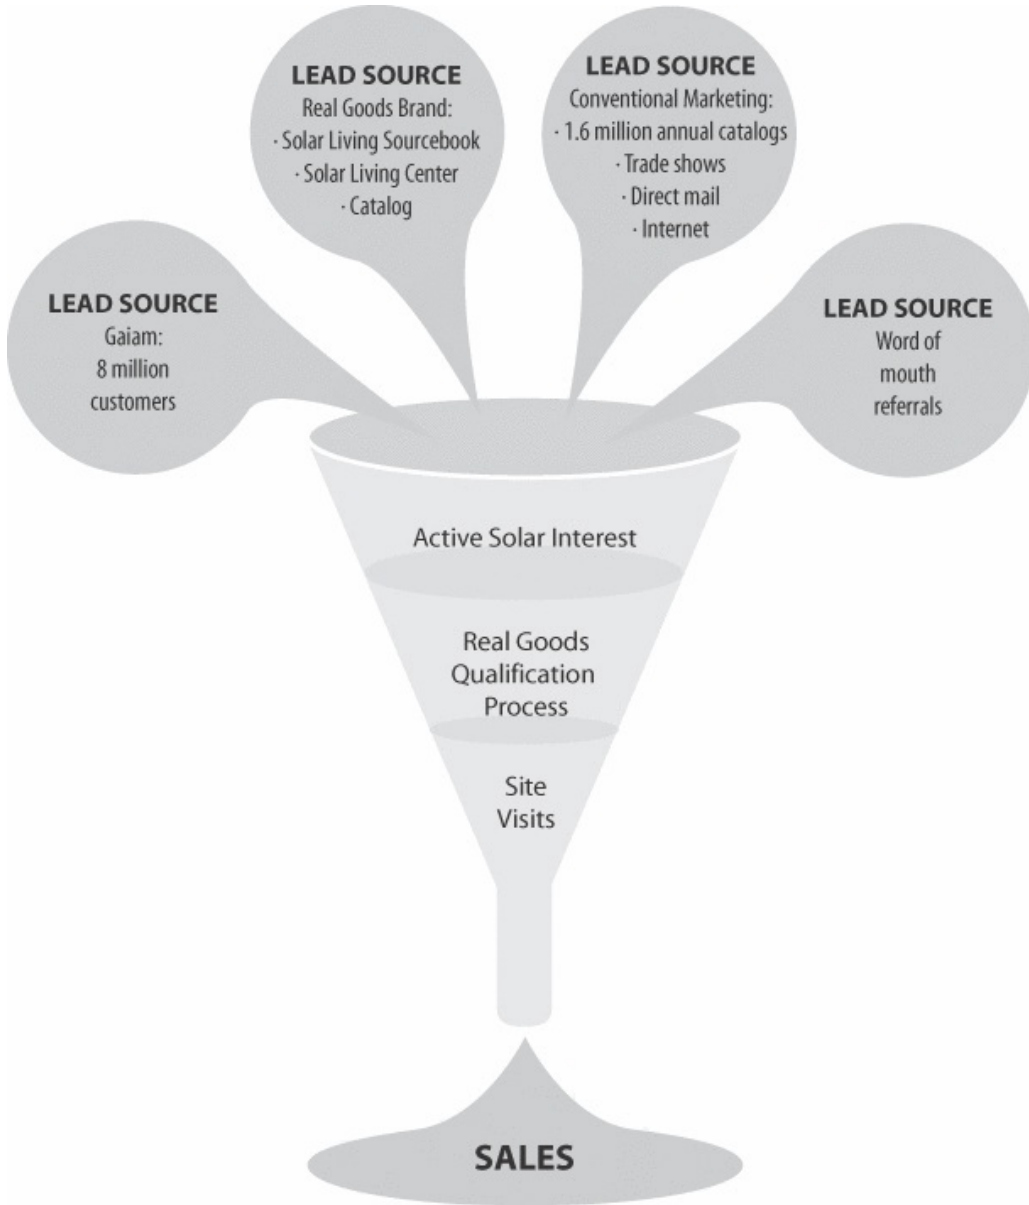 LEAD SOURCE
Real Goods Brand:
· Solar Living Sourcebook
· Solar Living Center
· Catalog
LEAD SOURCE
Conventional Marketing:
· 1.6 million annual catalogs
· Trade shows
· Direct mail
· Internet
LEAD SOURCE
Gaiam:
8 million
customers
LEAD SOURCE
Word of
mouth
referrals
Active Solar Interest
Real Goods
Qualification
Process
Site
Visits
SALES